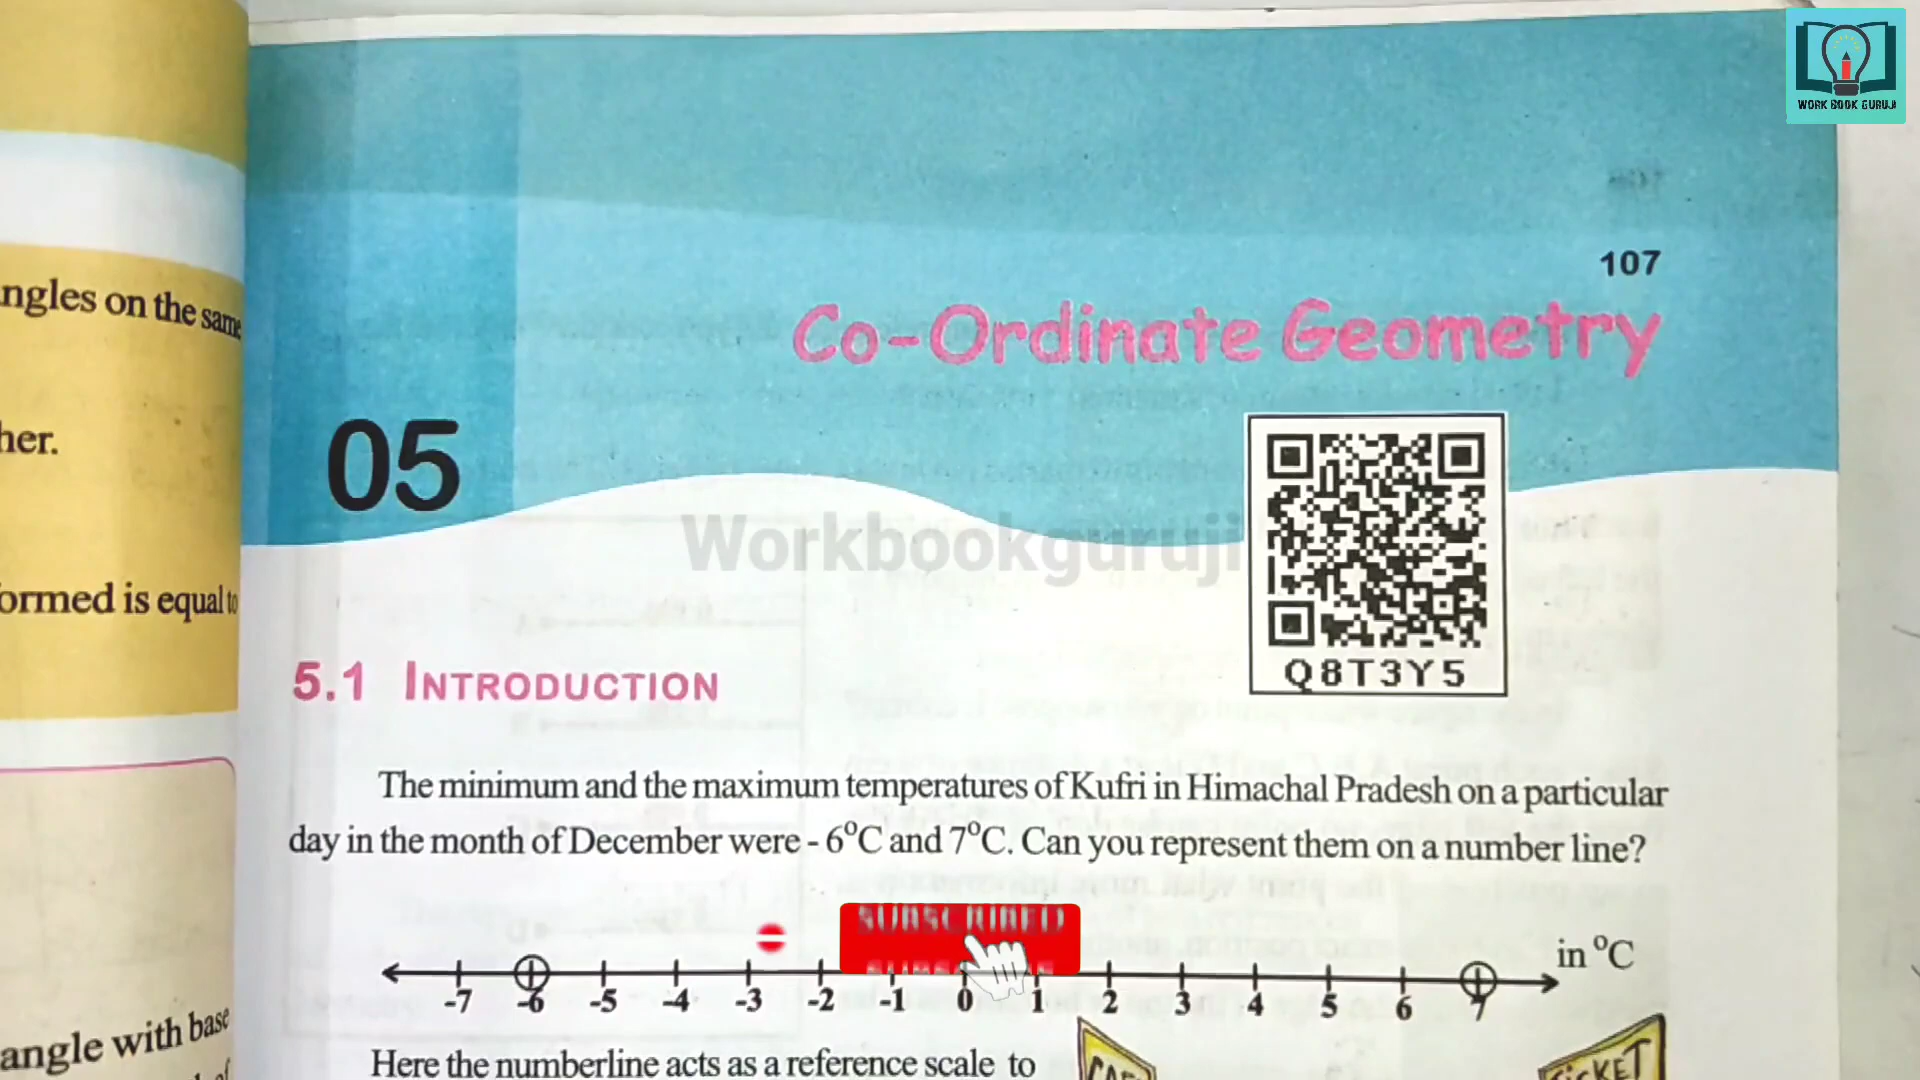 WORK BOOK GURUJI
107
Co-Ordinate Geometry
05
Workbookguruji
Q8T3Y5
5.1 INTRODUCTION
The minimum and the maximum temperatures of Kufri in Himachal Pradesh on a particular
day in the month of December were - 6°C and 7°C. Can you represent them on a number line?
SUBSCRIBED
in °C
-7 -6 -5 -4 -3 -2 -1 0 1 2 3 4 5 6 7
Here the numberline acts as a reference scale to
TICKET
ngles on the same
her.
ormed is equal to
angle with base